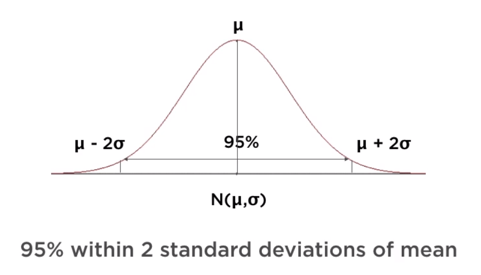 μ
μ - 2σ 95% μ + 2σ
N(μ,σ)
95% within 2 standard deviations of mean